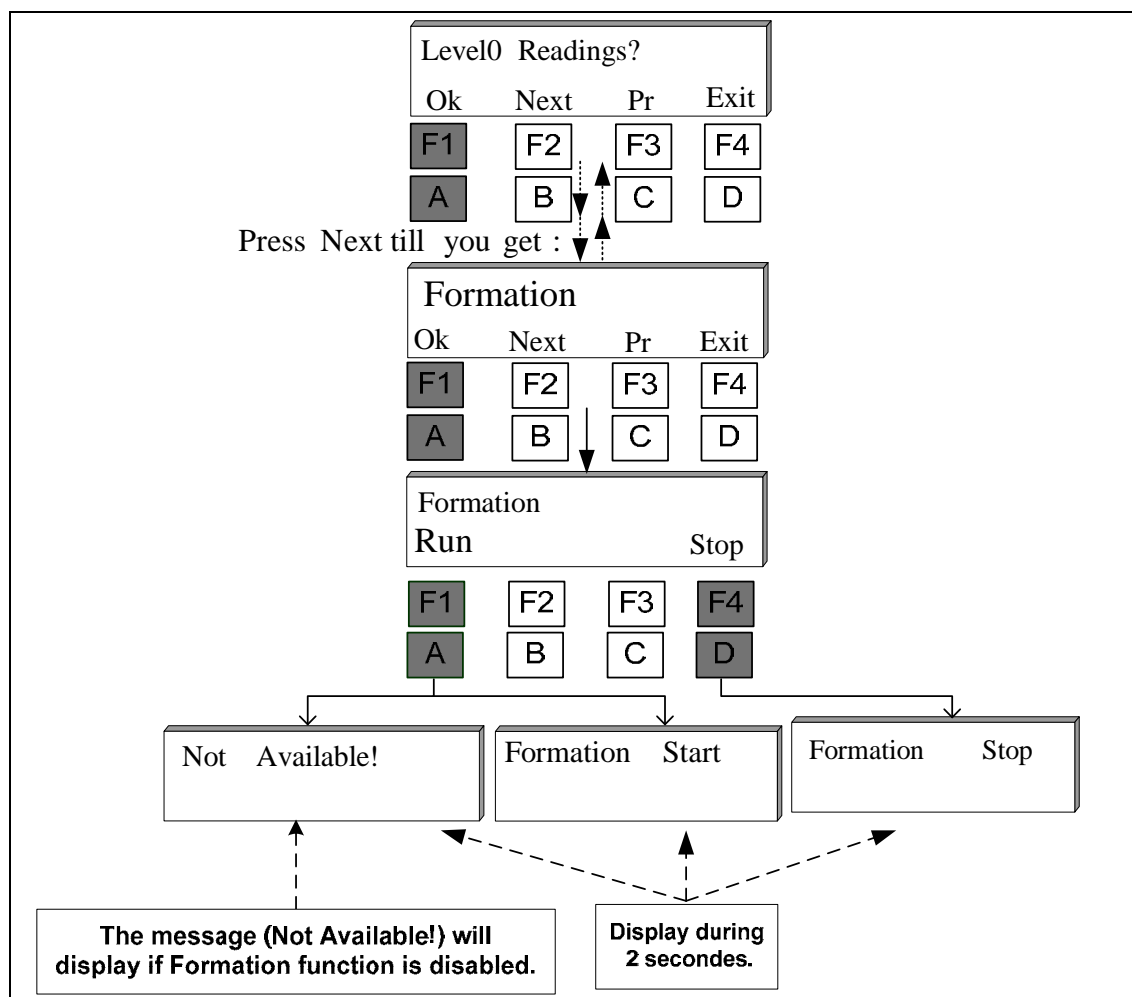 Level0 Readings?
Ok Next Pr Exit
F1 F2 F3 F4
A B C D
Press Next till you get :
Formation
Ok Next Pr Exit
F1 F2 F3 F4
A B C D
Formation
Run Stop
F1 F2 F3 F4
A B C D
Not Available!
Formation Start
Formation Stop
The message (Not Available!) will
display if Formation function is disabled.
Display during
2 secondes.